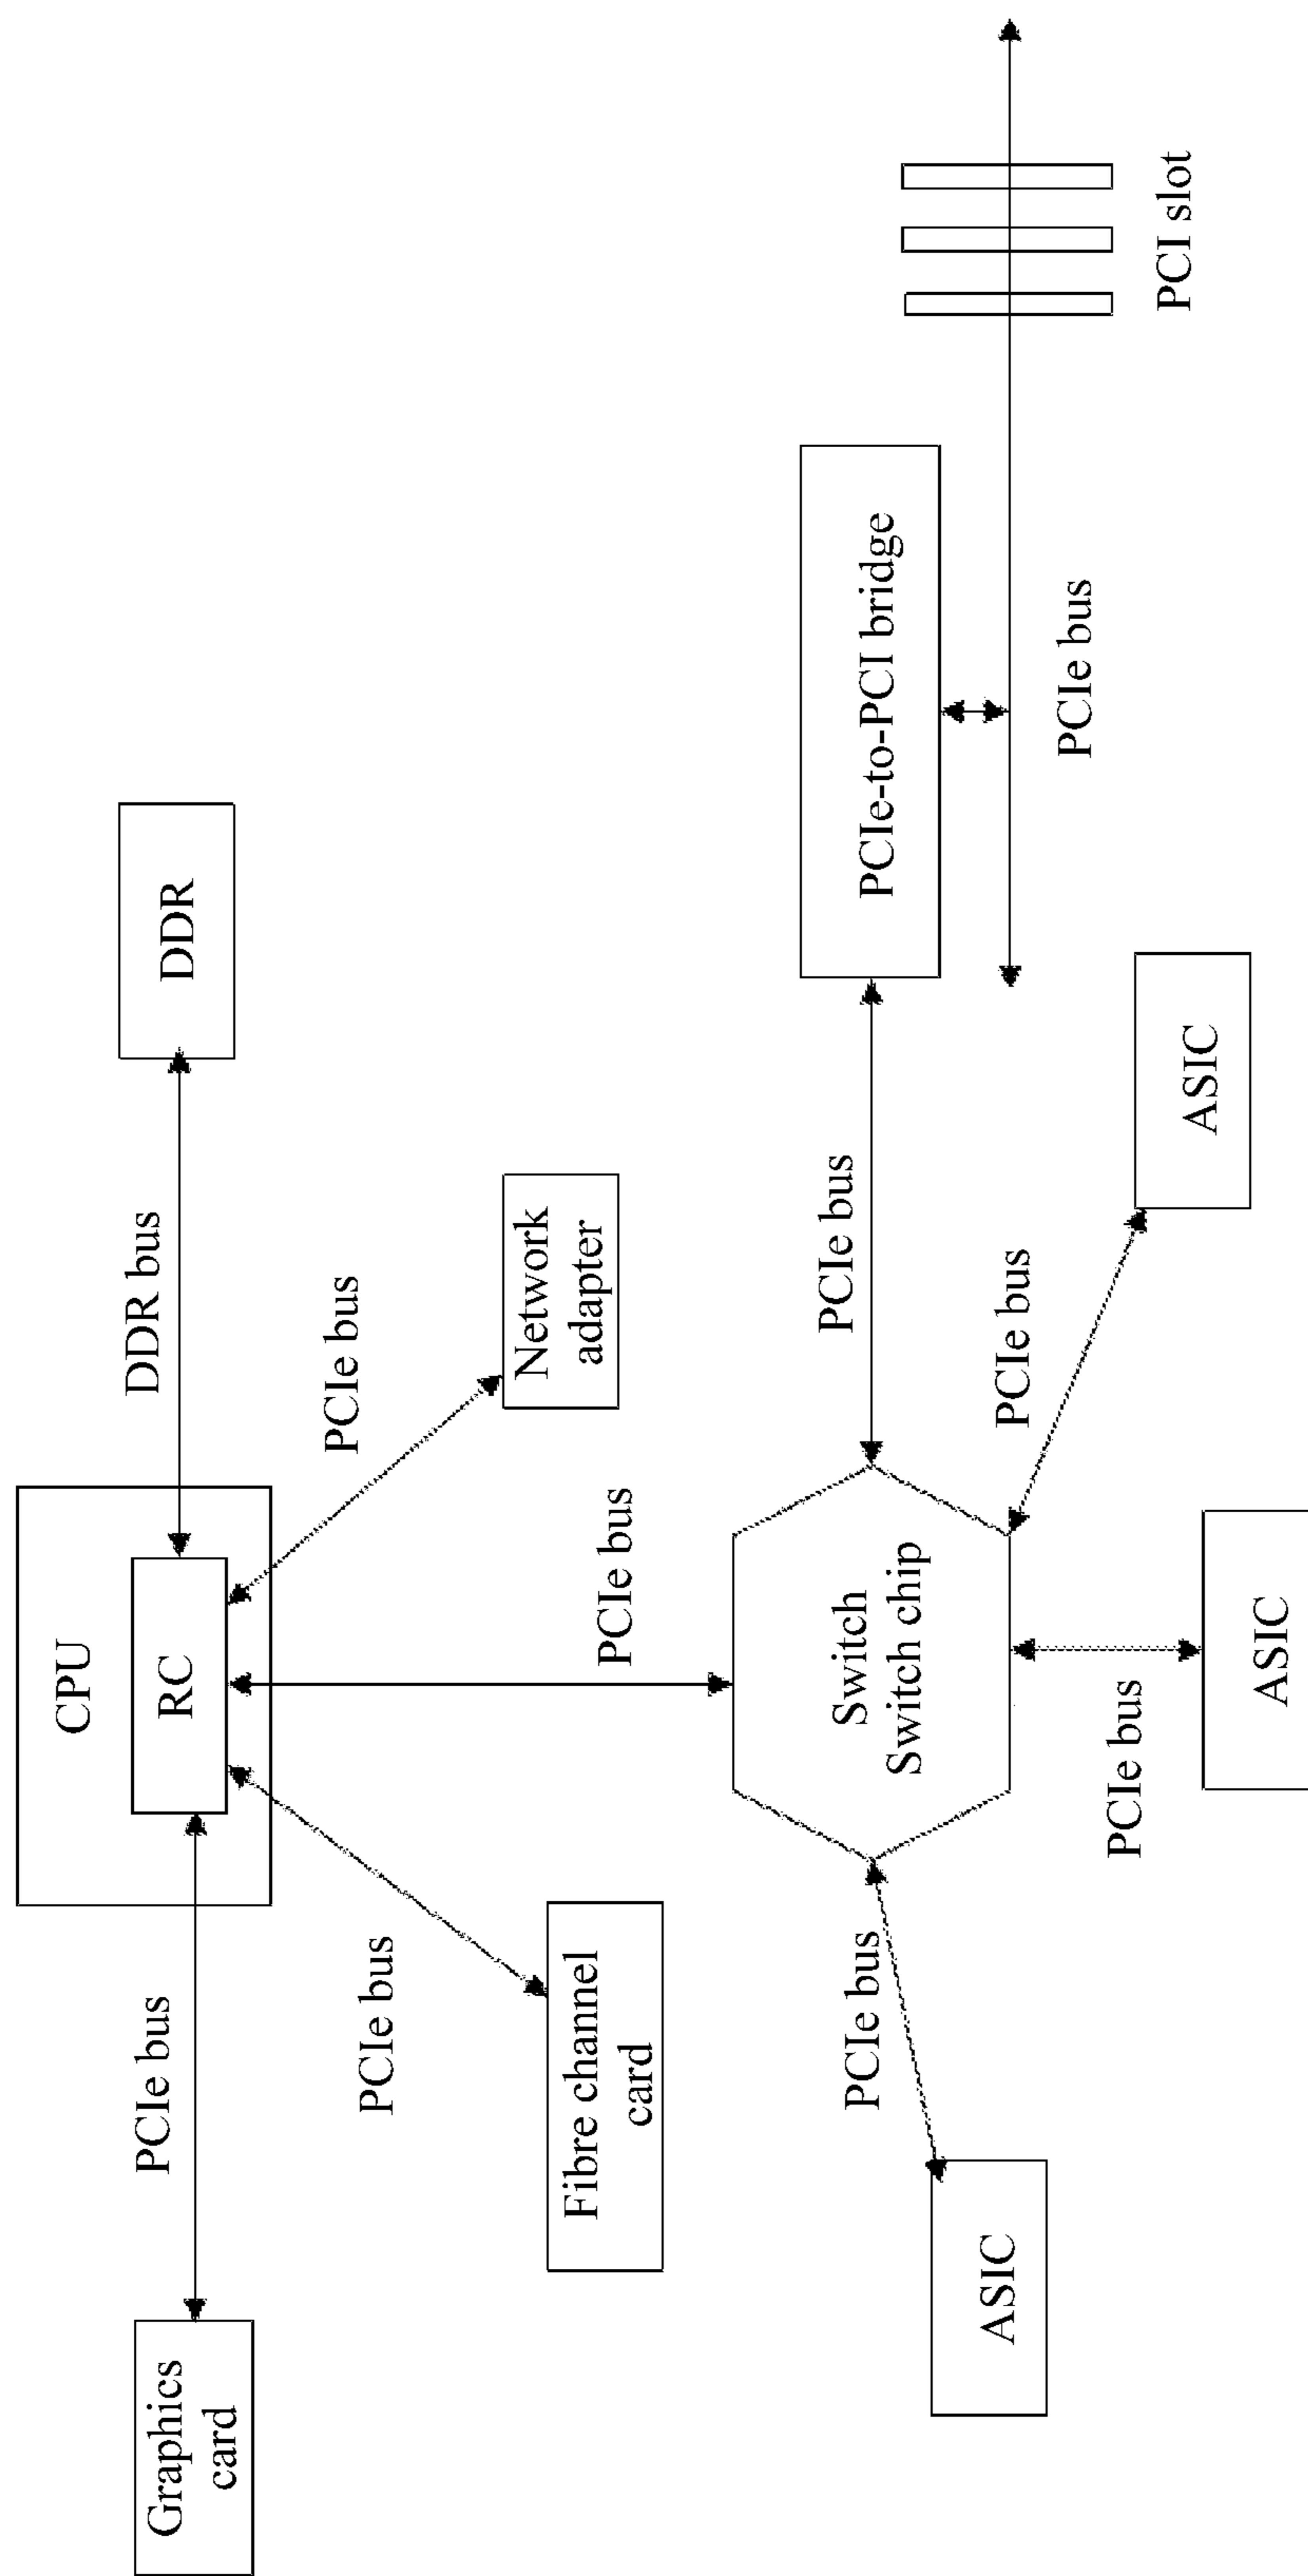 CPU
RC
DDR bus
DDR
PCIe bus
Graphics
card
PCIe bus
Fibre channel
card
PCIe bus
Network
adapter
PCIe bus
Switch
Switch chip
PCIe bus
ASIC
PCIe bus
ASIC
PCIe bus
ASIC
PCIe bus
PCIe-to-PCI bridge
PCIe bus
PCI slot